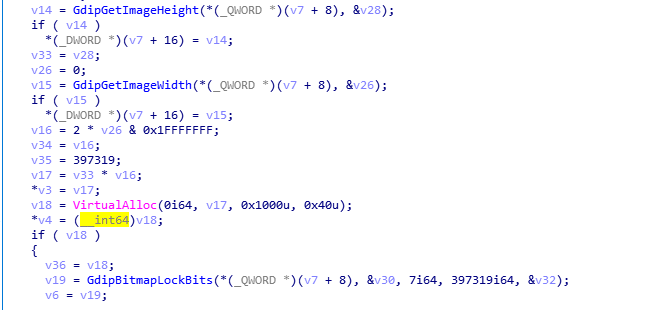 v14 = GdipGetImageHeight(*(_QWORD *)(v7 + 8), &v28);
if ( v14 )
*(_DWORD *)(v7 + 16) = v14;
v33 = v28;
v26 = 0;
v15 = GdipGetImageWidth(*(_QWORD *)(v7 + 8), &v26);
if ( v15 )
*(_DWORD *)(v7 + 16) = v15;
v16 = 2 * v26 & 0x1FFFFFFF;
v34 = v16;
v35 = 397319;
v17 = v33 * v16;
*v3 = v17;
v18 = VirtualAlloc(0i64, v17, 0x1000u, 0x40u);
*v4 = (__int64)v18;
if ( v18 )
{
v36 = v18;
v19 = GdipBitmapLockBits(*(_QWORD *)(v7 + 8), &v30, 7i64, 397319i64, &v32);
v6 = v19;